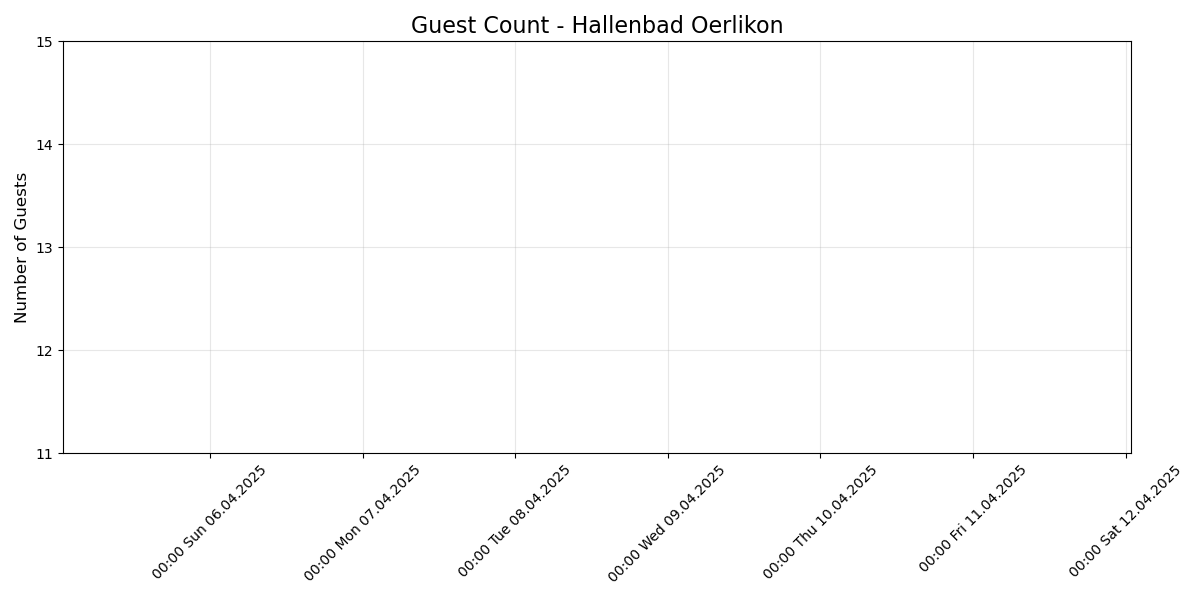 Guest Count - Hallenbad Oerlikon
Number of Guests
15
14
13
12
11
00:00 Sun 06.04.2025
00:00 Mon 07.04.2025
00:00 Tue 08.04.2025
00:00 Wed 09.04.2025
00:00 Thu 10.04.2025
00:00 Fri 11.04.2025
00:00 Sat 12.04.2025